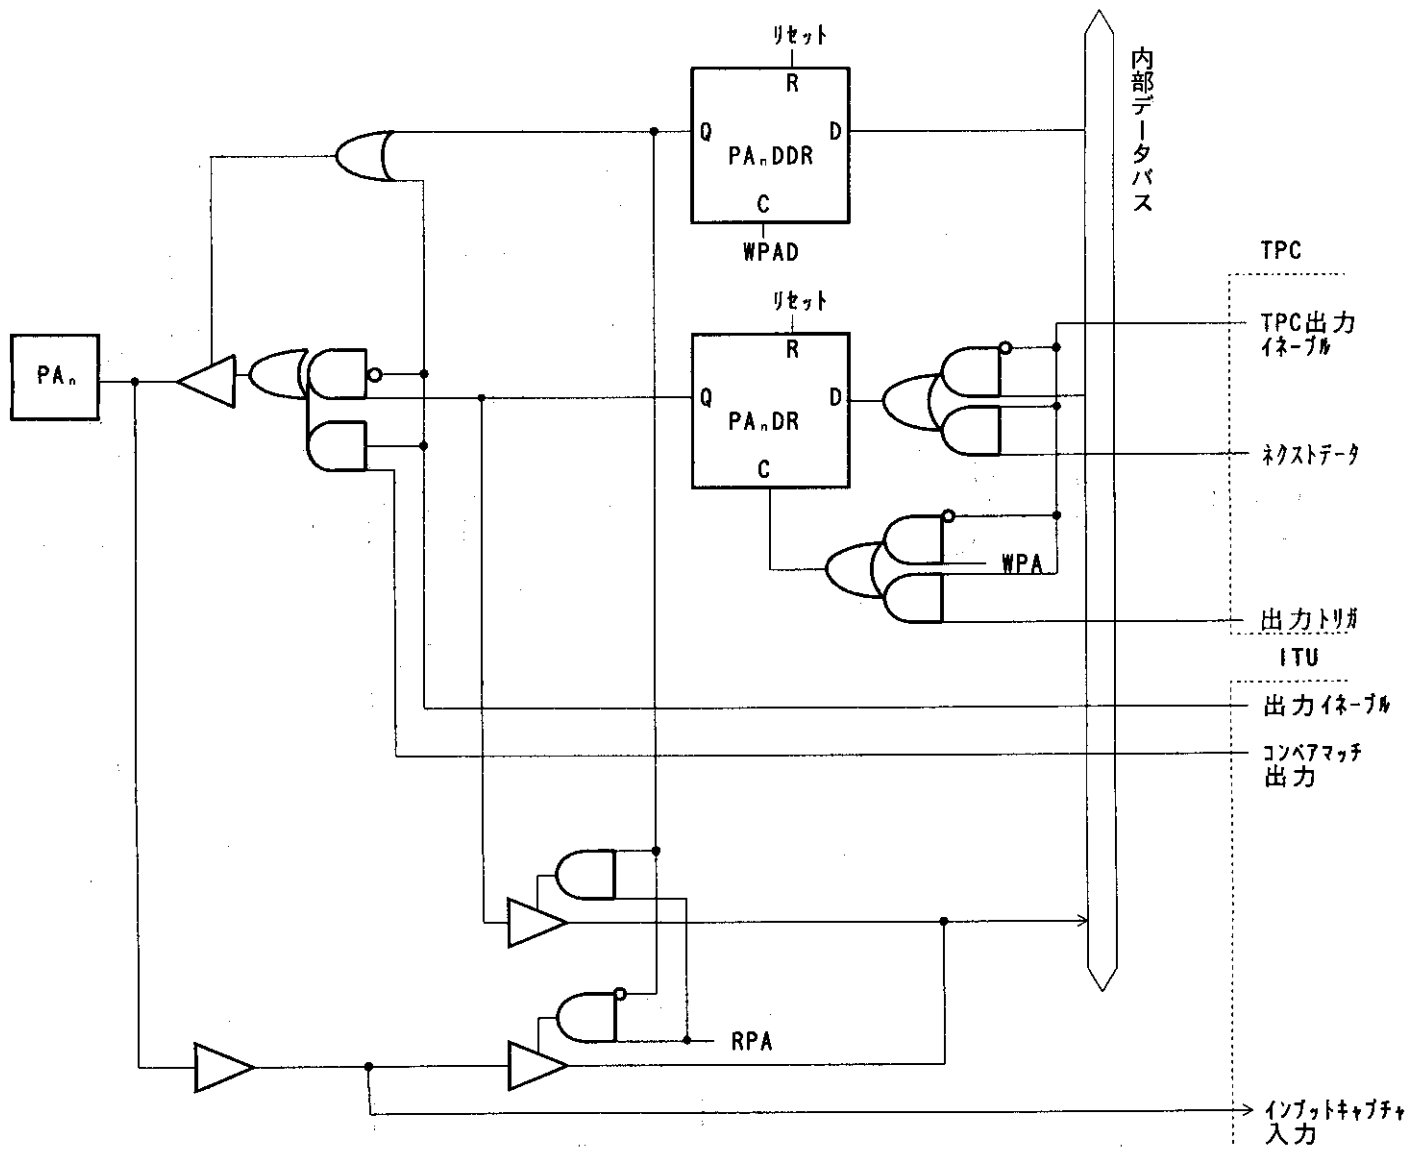 リセット
R
Q
D
PAnDDR
C
WPAD
内部データバス
TPC
リセット
R
Q
D
PAnDR
C
TPC出力
イネーブル
PAn
ネクストデータ
WPA
出力トリガ
ITU
出力イネーブル
コンペアマッチ
出力
RPA
インプットキャプチャ
入力